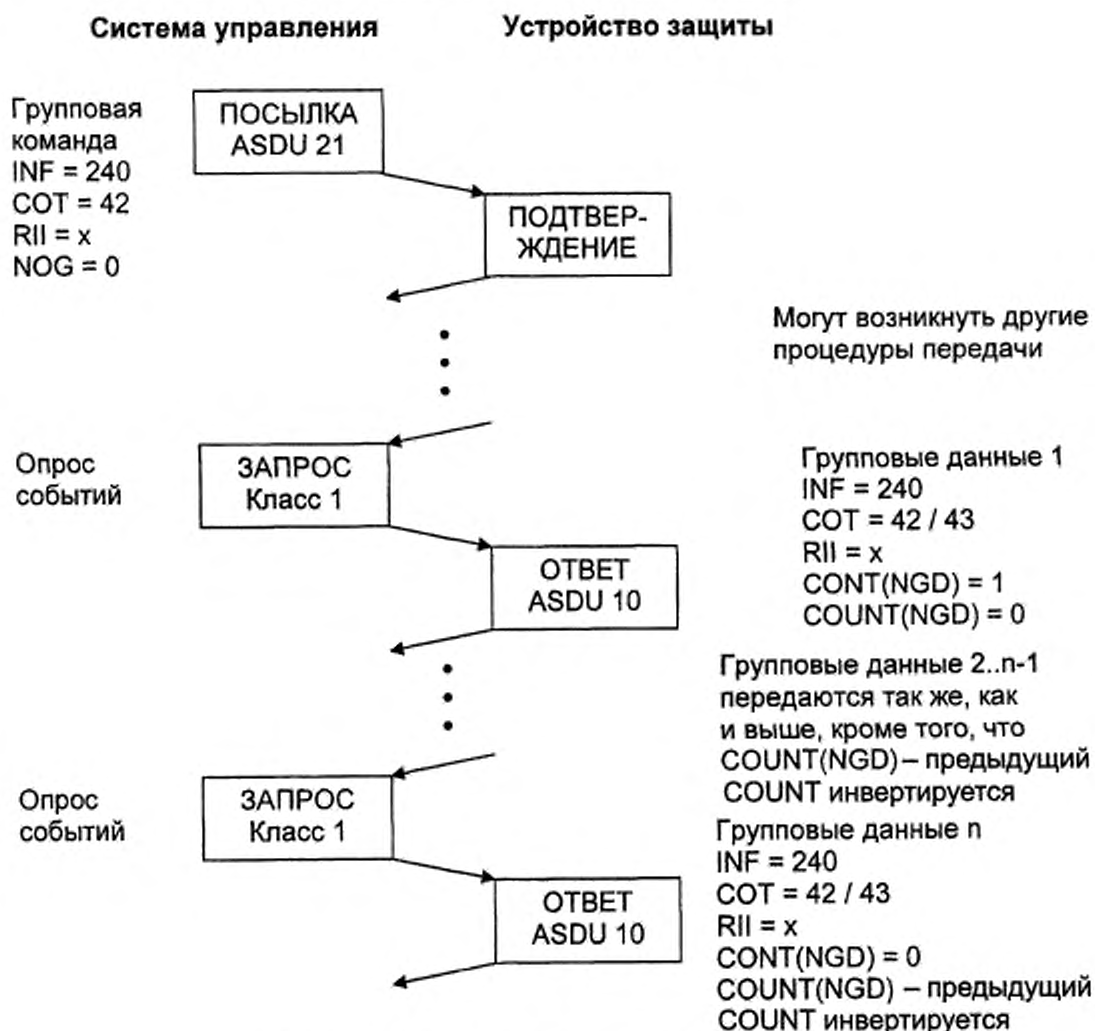 Система управления
Устройство защиты
Групповая
команда
INF = 240
COT = 42
RII = x
NOG = 0
ПОСЫЛКА
ASDU 21
ПОДТВЕР-
ЖДЕНИЕ
Могут возникнуть другие
процедуры передачи
Опрос
событий
ЗАПРОС
Класс 1
Групповые данные 1
INF = 240
COT = 42 / 43
RII = x
CONT(NGD) = 1
COUNT(NGD) = 0
ОТВЕТ
ASDU 10
Групповые данные 2..n-1
передаются так же, как
и выше, кроме того, что
COUNT(NGD) – предыдущий
COUNT инвертируется
Опрос
событий
ЗАПРОС
Класс 1
Групповые данные n
INF = 240
COT = 42 / 43
RII = x
CONT(NGD) = 0
COUNT(NGD) – предыдущий
COUNT инвертируется
ОТВЕТ
ASDU 10